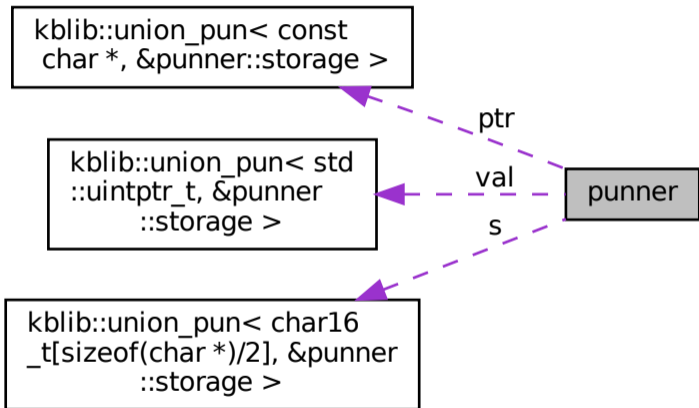 kblib::union_pun< const
char *, &punner::storage >
ptr
kblib::union_pun< std
::uintptr_t, &punner
::storage >
val
punner
s
kblib::union_pun< char16
_t[sizeof(char *)/2], &punner
::storage >